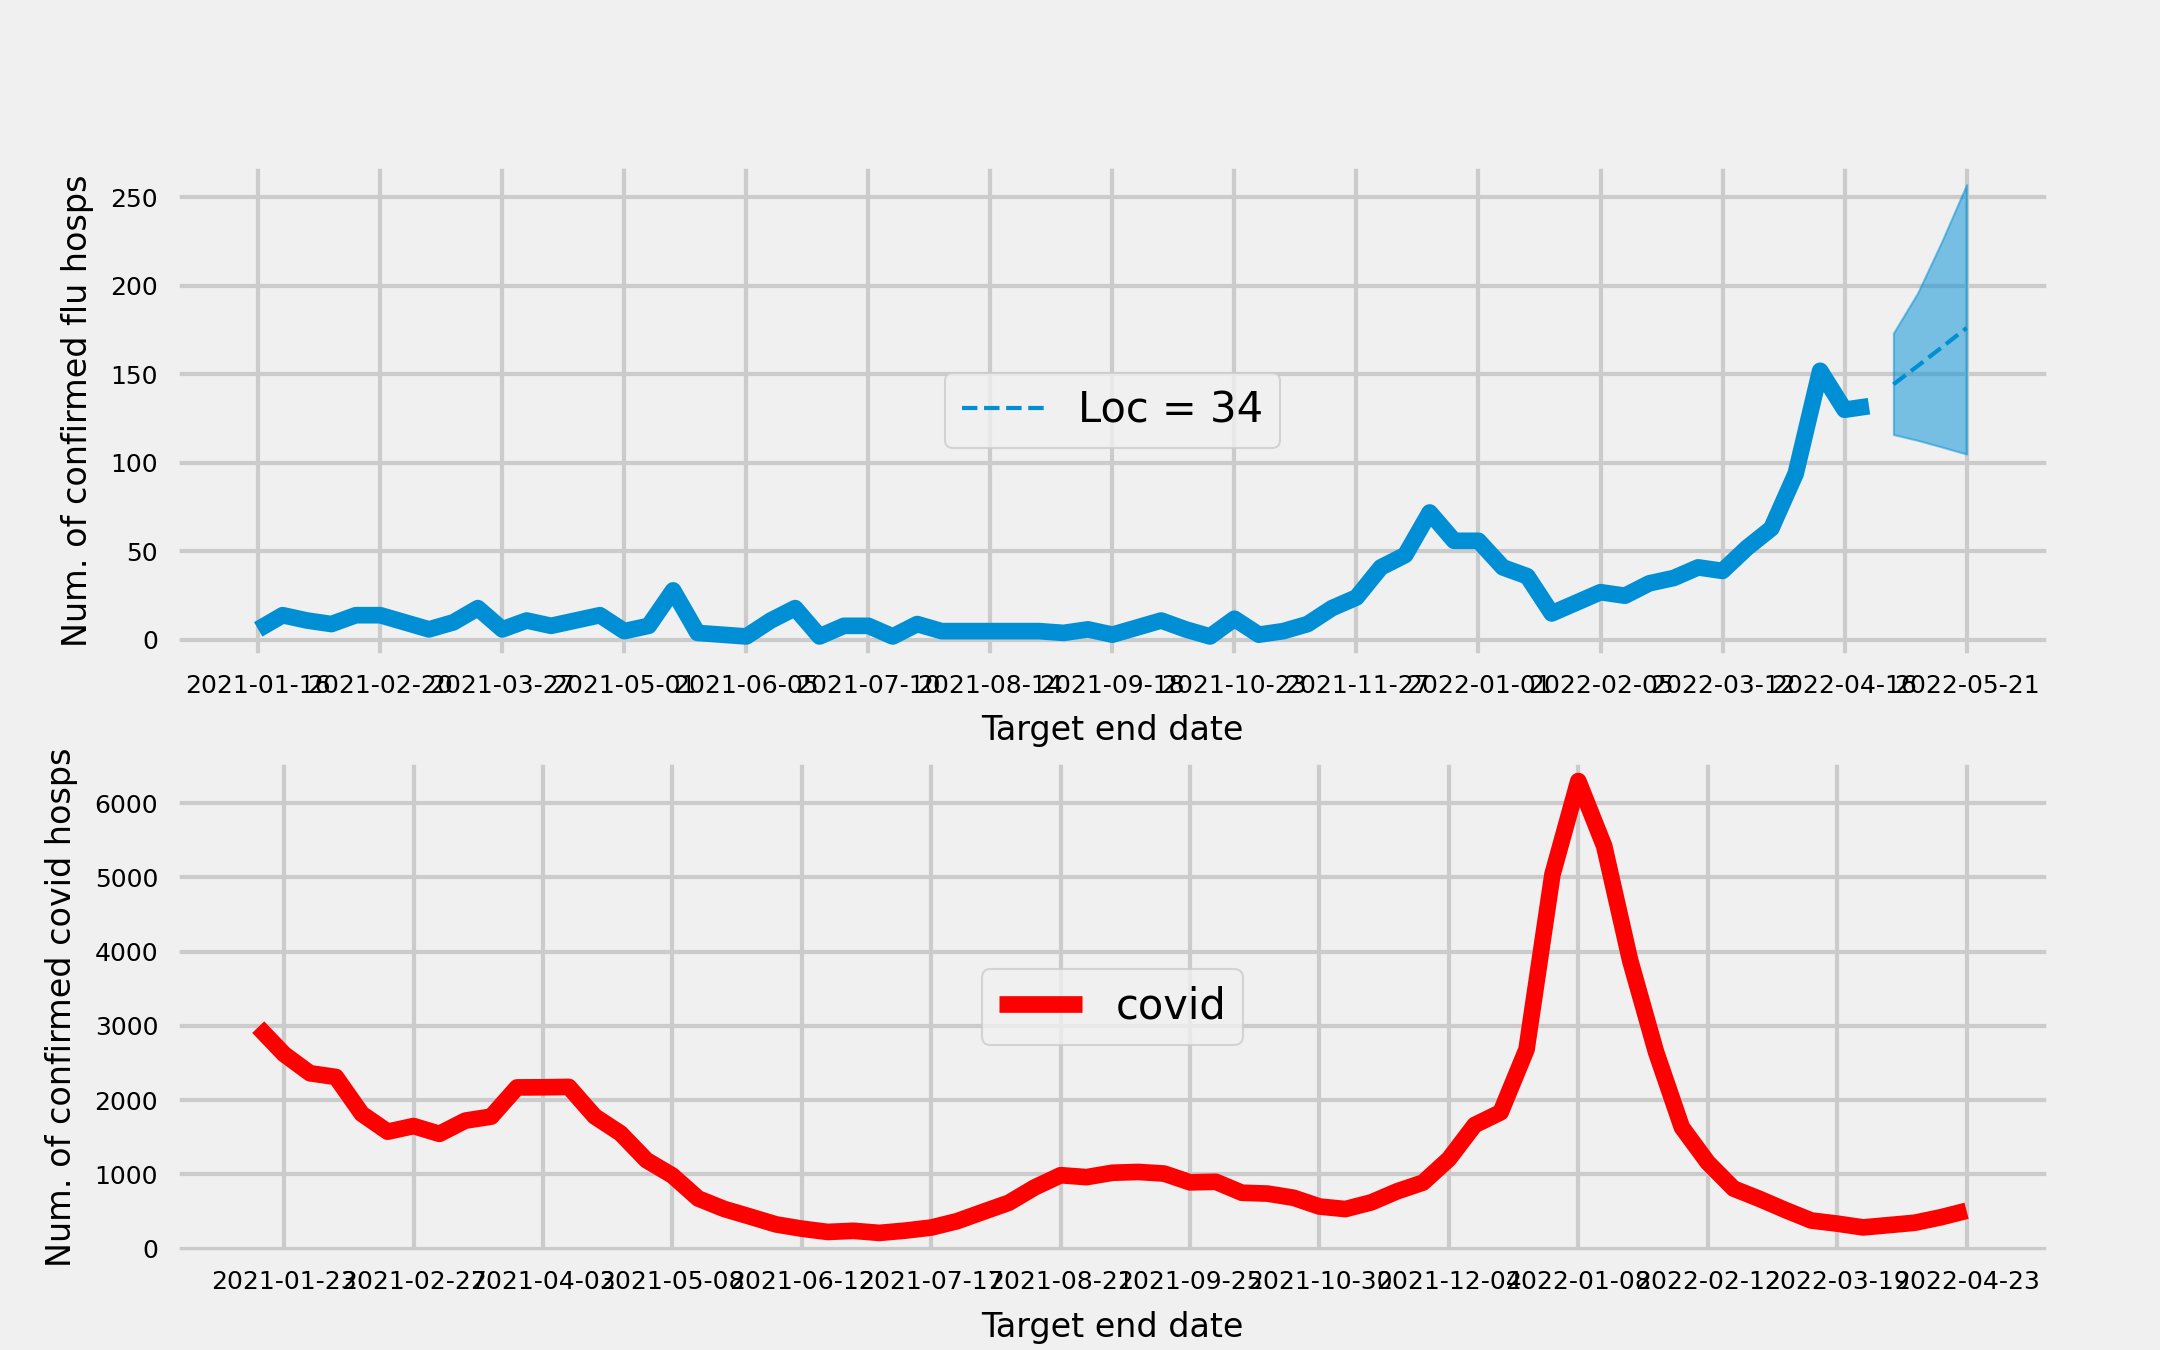 Num. of confirmed flu hosps
250
200
150
100
50
0
Loc = 34
2021-01-16 2021-02-20 2021-03-27 2021-05-01 2021-06-05 2021-07-10 2021-08-14 2021-09-18 2021-10-23 2021-11-27 2022-01-01 2022-02-05 2022-03-12 2022-04-16 2022-05-21
Target end date
Num. of confirmed covid hosps
6000
5000
4000
3000
2000
1000
0
covid
2021-01-23 2021-02-27 2021-04-03 2021-05-08 2021-06-12 2021-07-17 2021-08-21 2021-09-25 2021-10-30 2021-12-04 2022-01-08 2022-02-12 2022-03-19 2022-04-23
Target end date